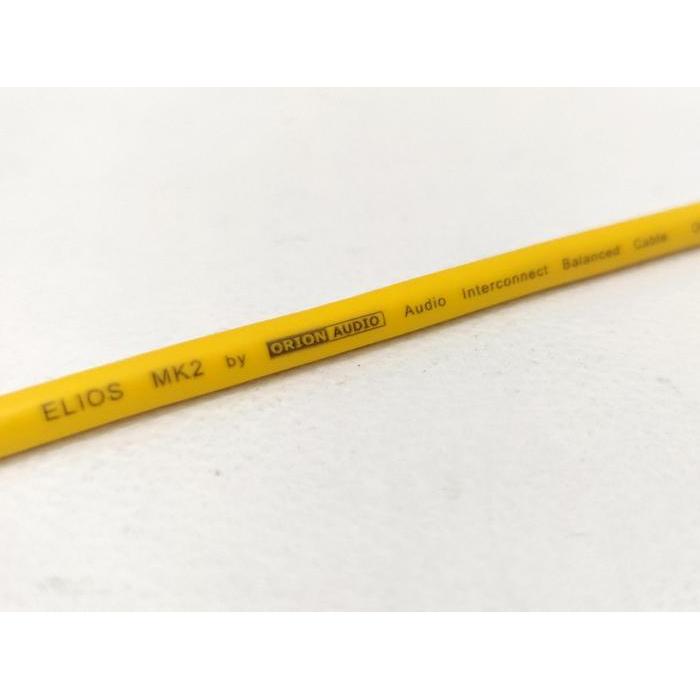 ELIOS MK2 by ORION AUDIO Audio Interconnect Balanced Cable